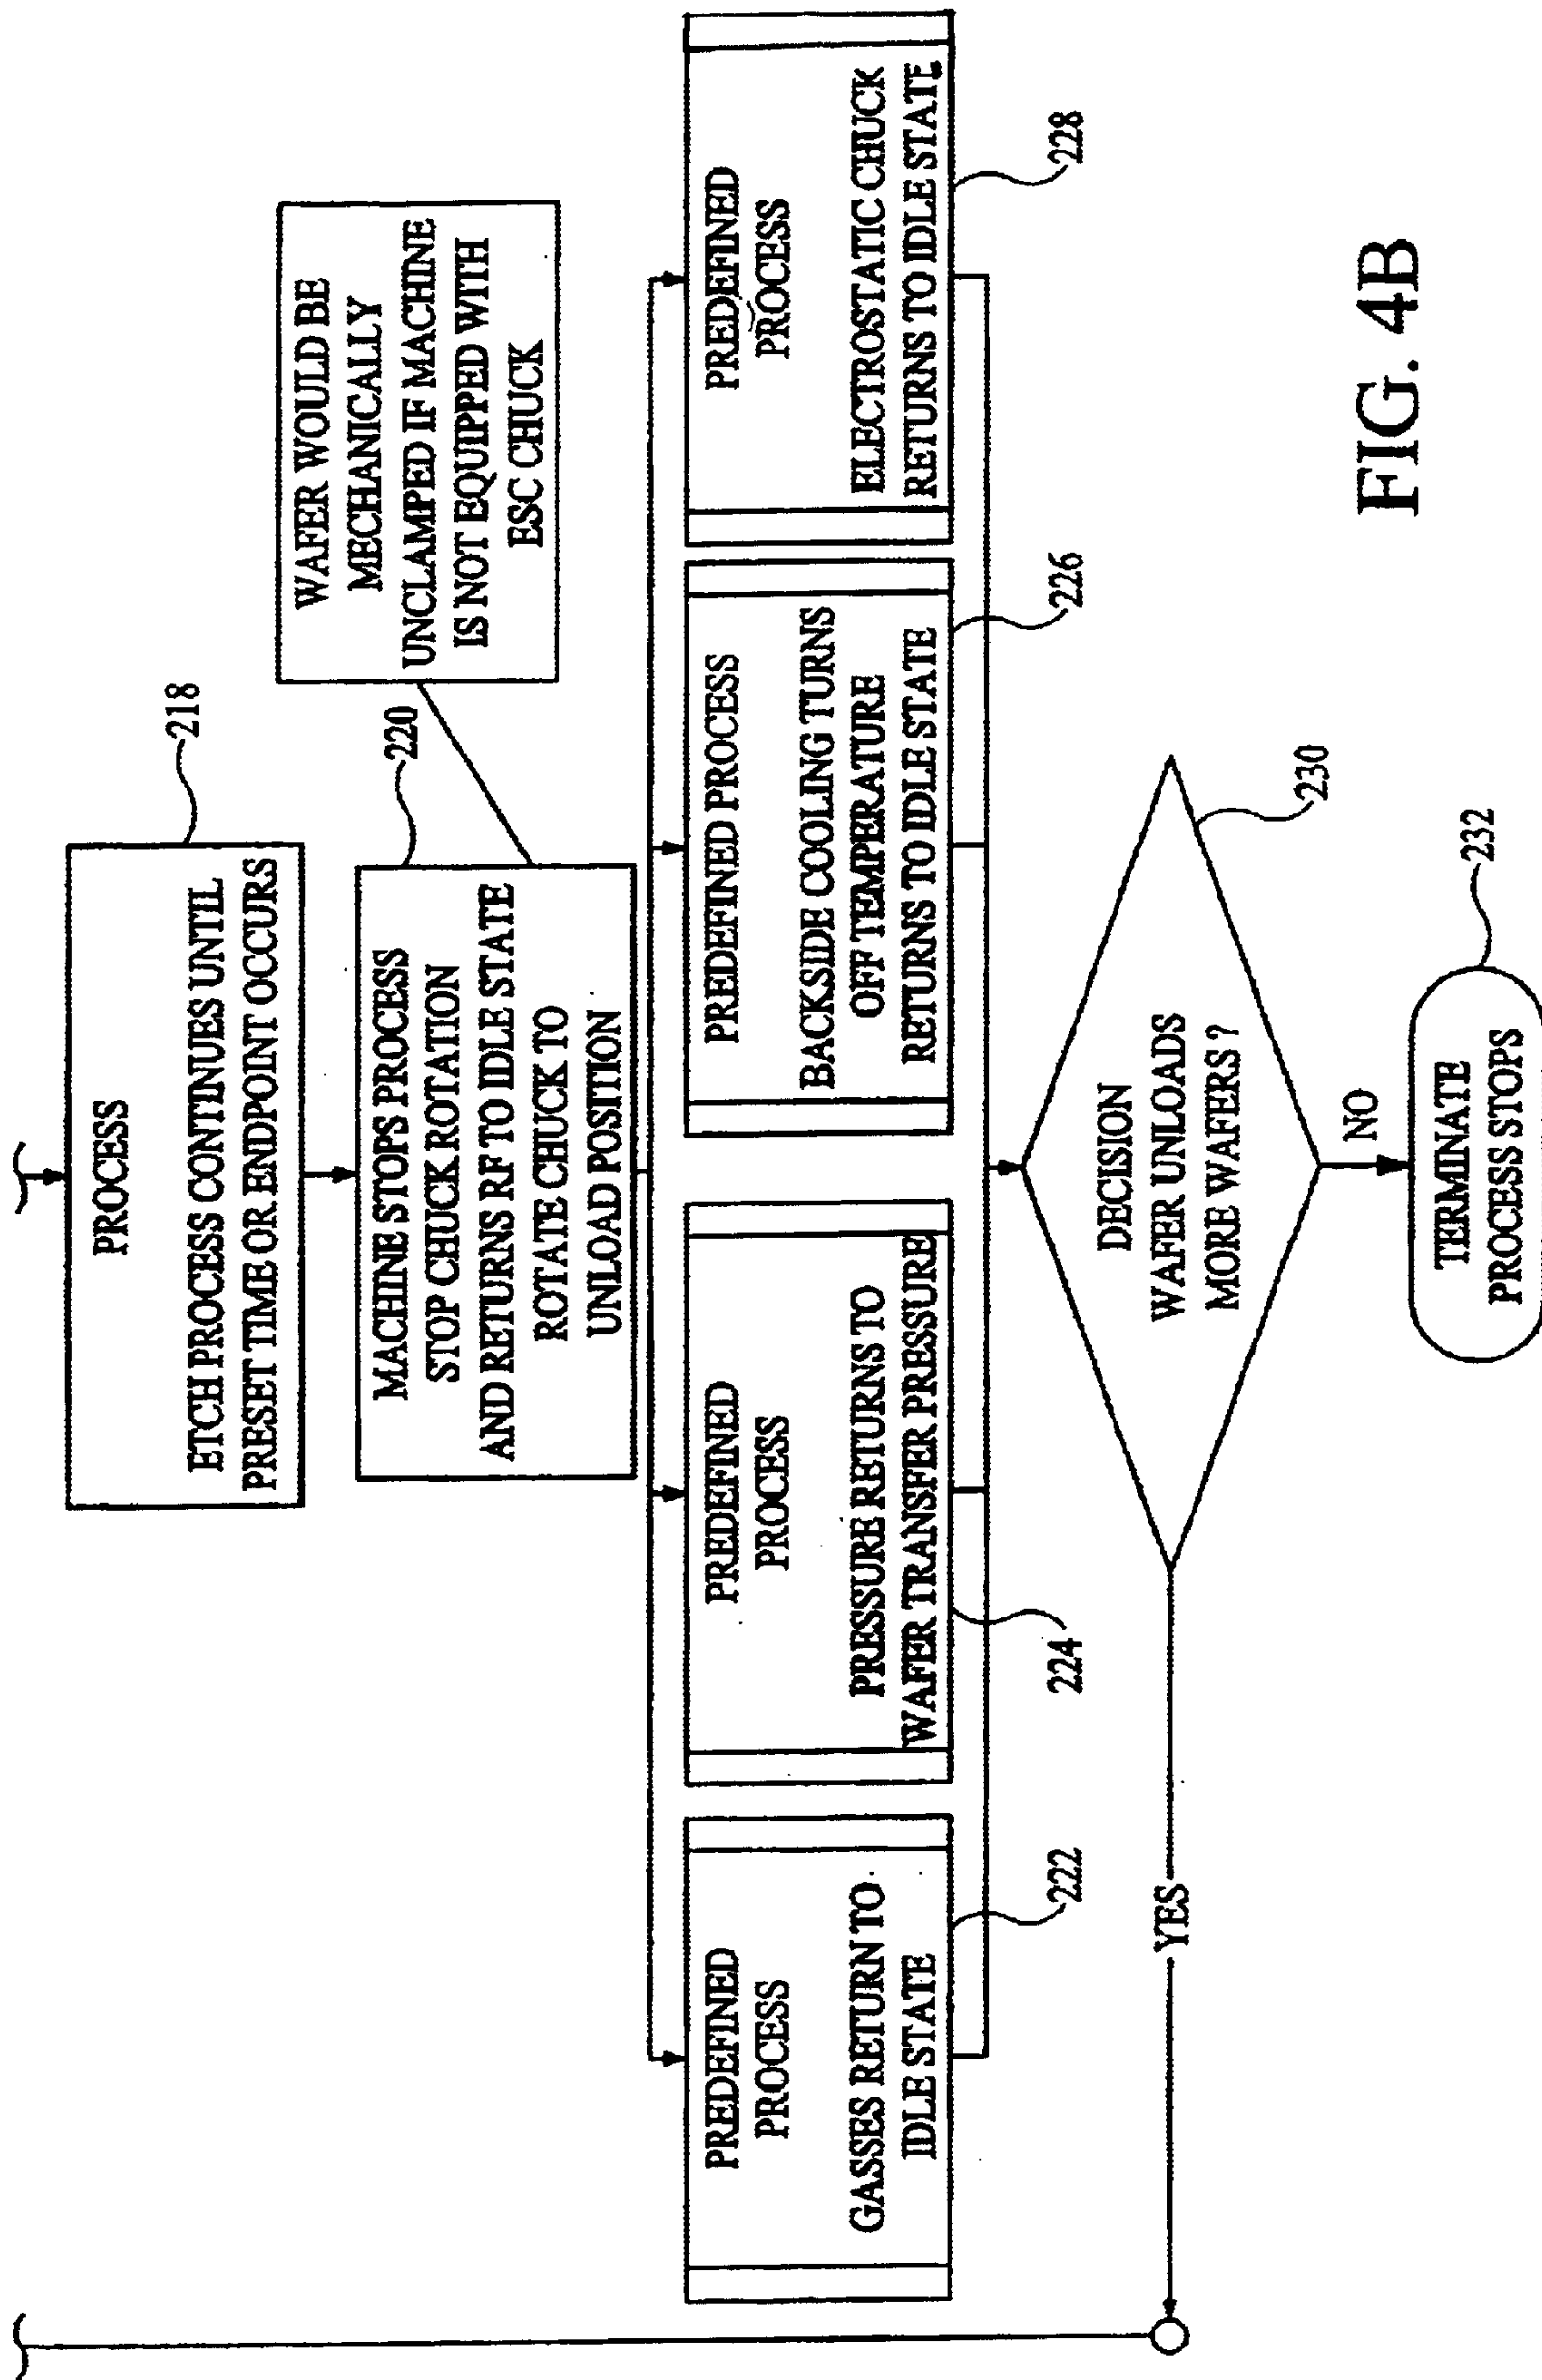 PROCESS
ETCH PROCESS CONTINUES UNTIL
PRESET TIME OR ENDPOINT OCCURS
218
MACHINE STOPS PROCESS
STOP CHUCK ROTATION
AND RETURNS RF TO IDLE STATE
ROTATE CHUCK TO
UNLOAD POSITION
220
WAFER WOULD BE
MECHANICALLY
UNCLAMPED IF MACHINE
IS NOT EQUIPPED WITH
ESC CHUCK
PREDEFINED
PROCESS
GASSES RETURN TO
IDLE STATE
222
PREDEFINED
PROCESS
PRESSURE RETURNS TO
WAFER TRANSFER PRESSURE
224
PREDEFINED PROCESS
BACKSIDE COOLING TURNS
OFF TEMPERATURE
RETURNS TO IDLE STATE
226
PREDEFINED
PROCESS
ELECTROSTATIC CHUCK
RETURNS TO IDLE STATE
228
DECISION
WAFER UNLOADS
MORE WAFERS?
230
YES
NO
TERMINATE
PROCESS STOPS
232
FIG. 4B